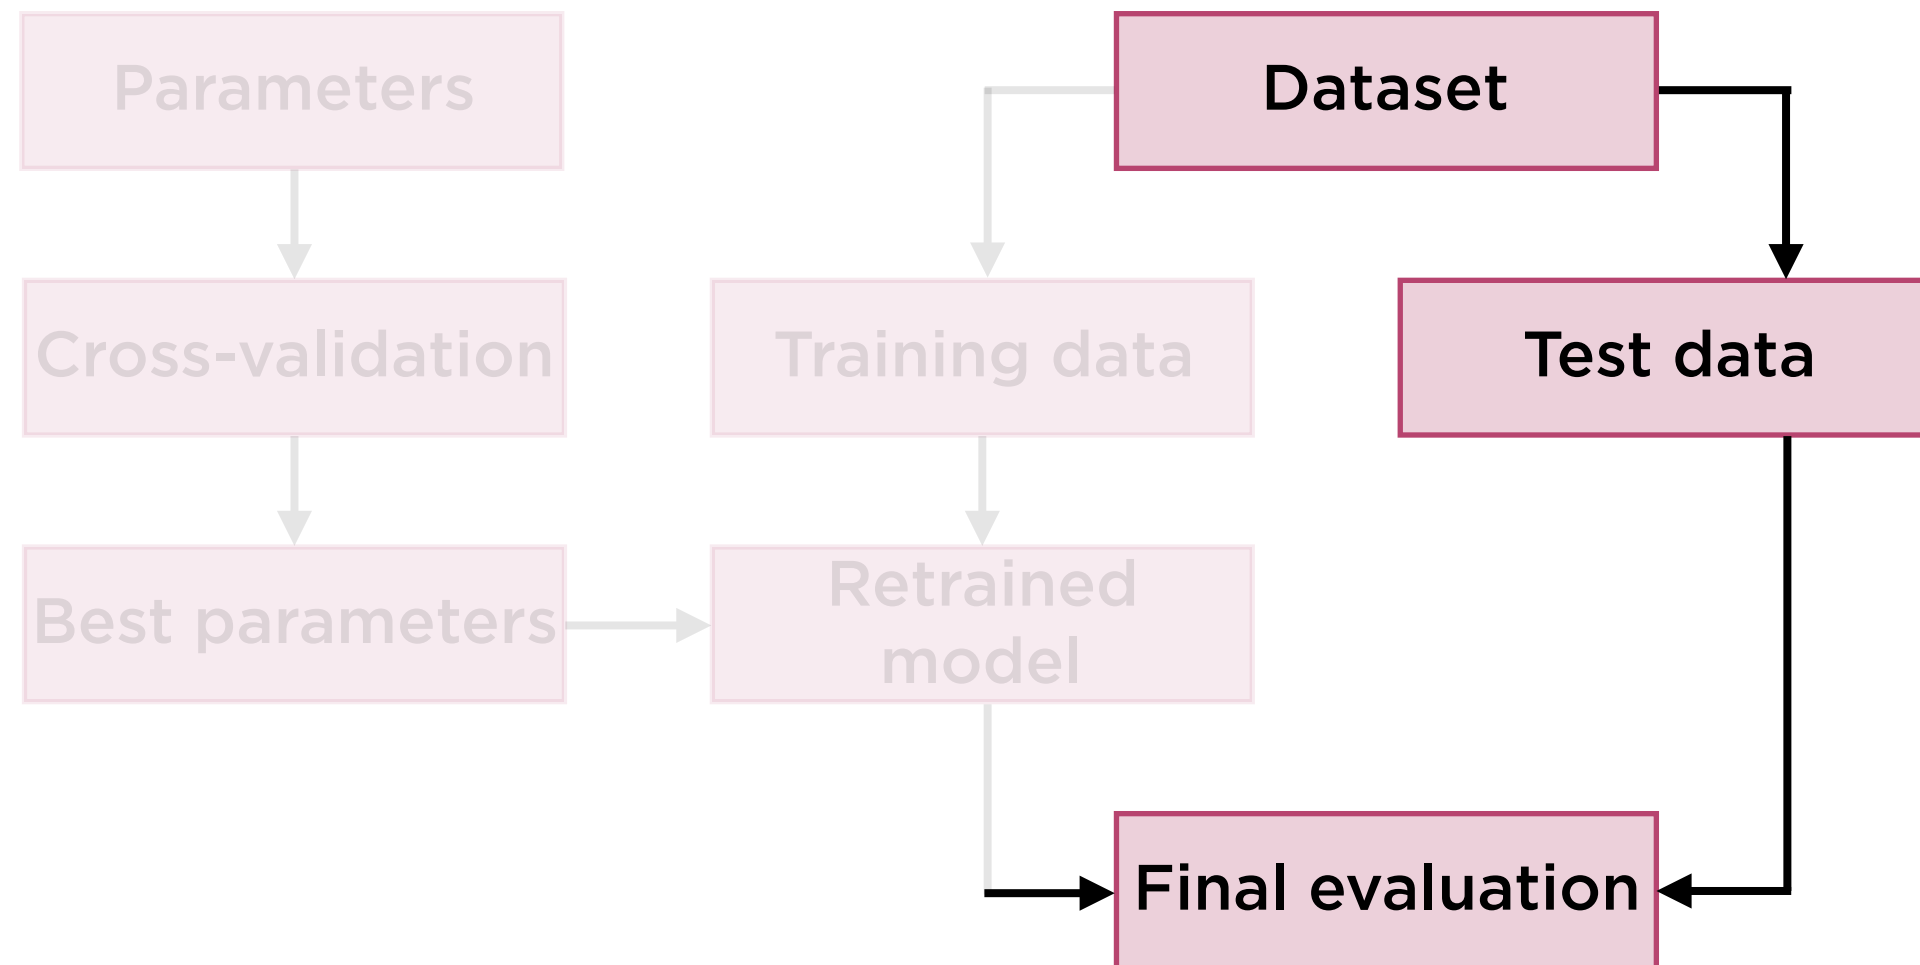 Parameters
Dataset
Cross-validation
Training data
Test data
Best parameters
Retrained
model
Final evaluation